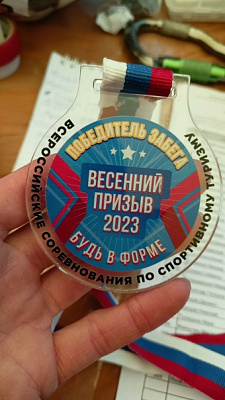 ПОБЕДИТЕЛЬ ЗАБЕГА
ВЕСЕННИЙ
ПРИЗЫВ
2023
БУДЬ В ФОРМЕ
ВСЕРОССИЙСКИЕ СОРЕВНОВАНИЯ ПО СПОРТИВНОМУ ТУРИЗМУ